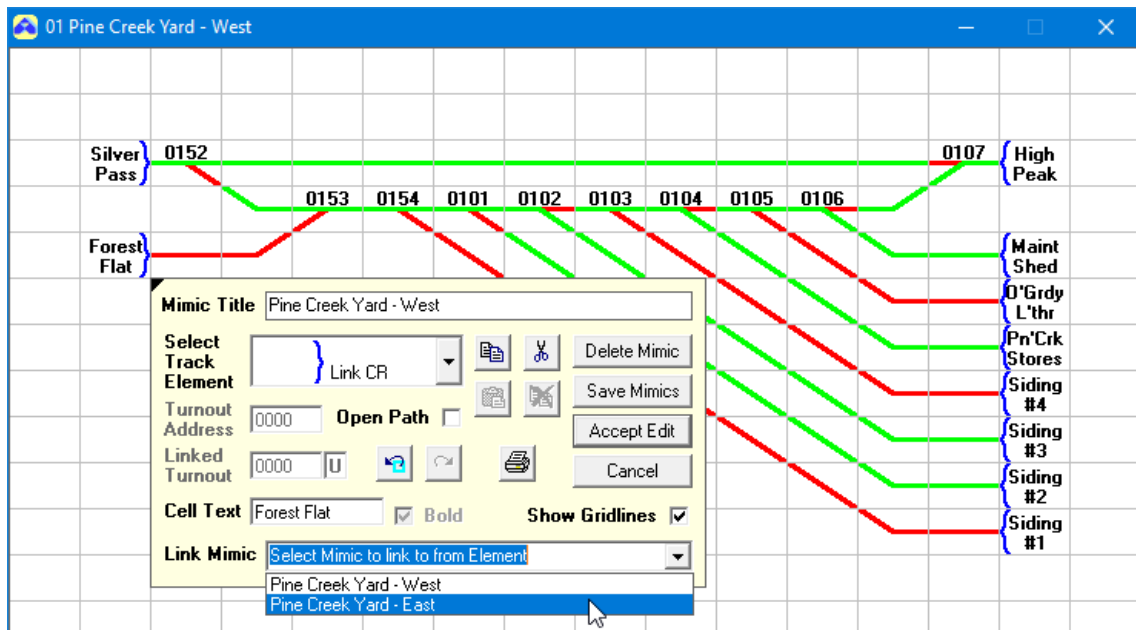 01 Pine Creek Yard - West
Silver
Pass
0152
0107
High
Peak
0153 0154 0101 0102 0103 0104 0105 0106
Forest
Flat
Maint
Shed
O'Grdy
L'thr
Pn'Crk
Stores
Siding
#4
Siding
#3
Siding
#2
Siding
#1
Mimic Title Pine Creek Yard - West
Select
Track
Element
Link CR
Delete Mimic
Save Mimics
Turnout
Address
0000
Open Path
Accept Edit
Linked
Turnout
0000 U
Cancel
Cell Text Forest Flat Bold Show Gridlines
Link Mimic Select Mimic to link to from Element
Pine Creek Yard - West
Pine Creek Yard - East